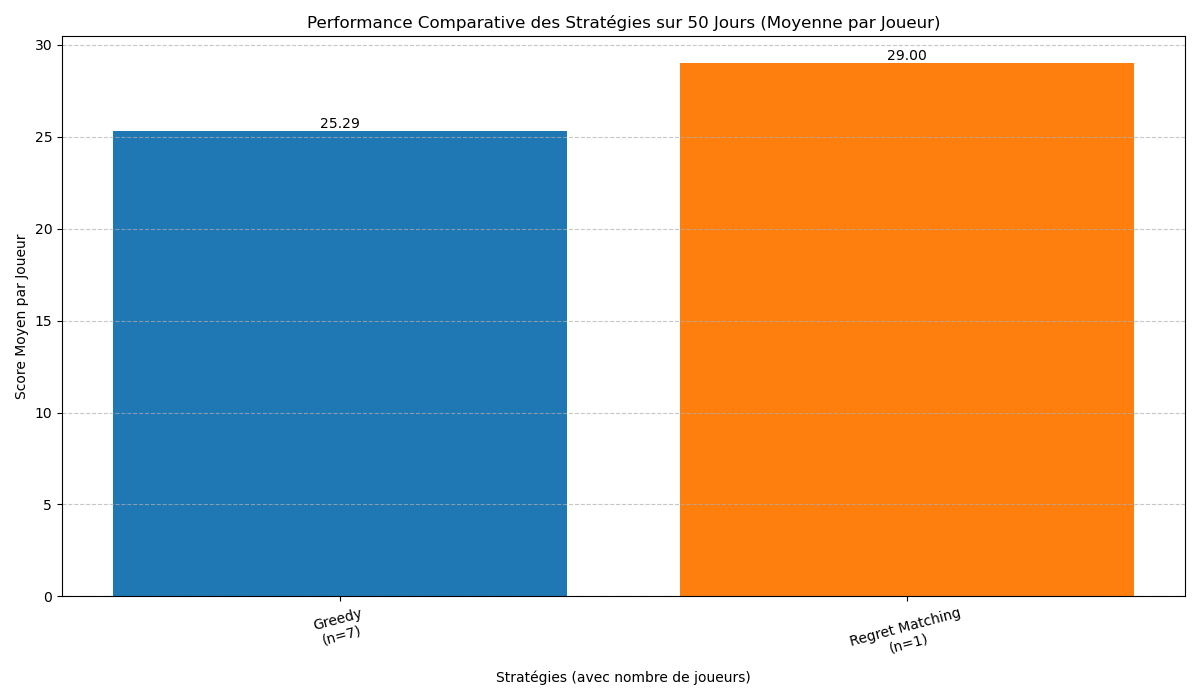 Performance Comparative des Stratégies sur 50 Jours (Moyenne par Joueur)
30
25
20
15
10
5
0
Score Moyen par Joueur
25.29
29.00
Greedy
(n=7)
Regret Matching
(n=1)
Stratégies (avec nombre de joueurs)